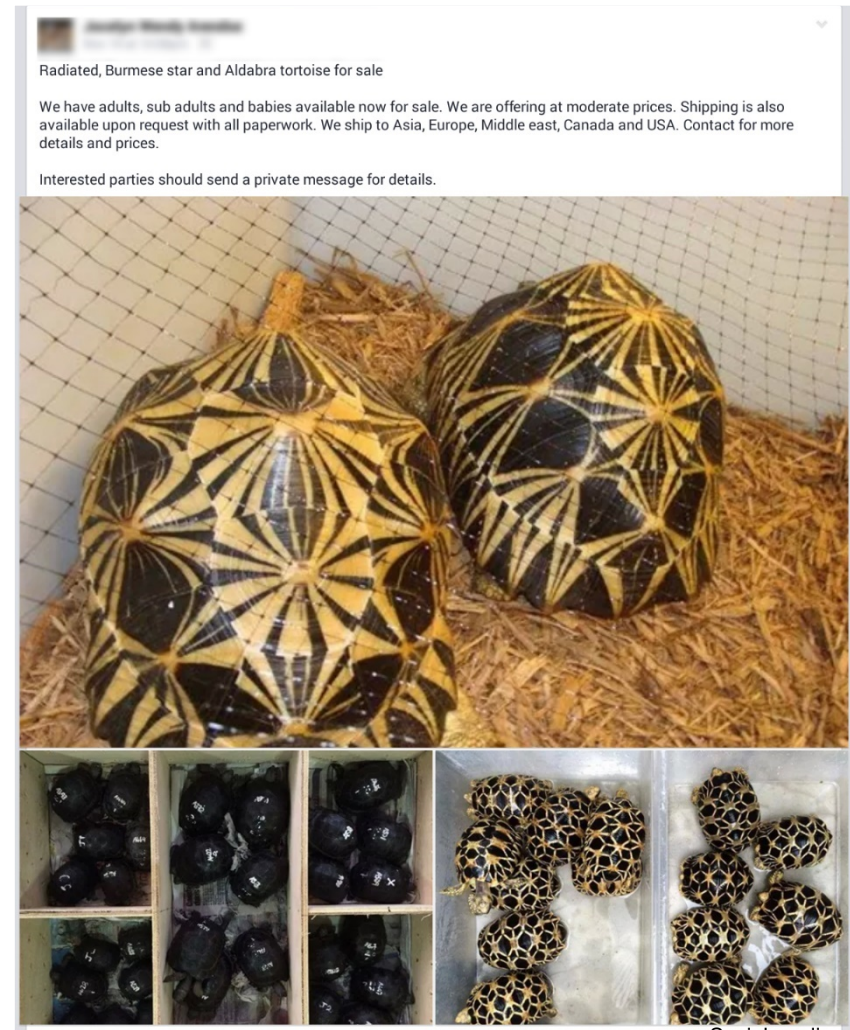 Radiated, Burmese star and Aldabra tortoise for sale
We have adults, sub adults and babies available now for sale. We are offering at moderate prices. Shipping is also
available upon request with all paperwork. We ship to Asia, Europe, Middle east, Canada and USA. Contact for more
details and prices.
Interested parties should send a private message for details.